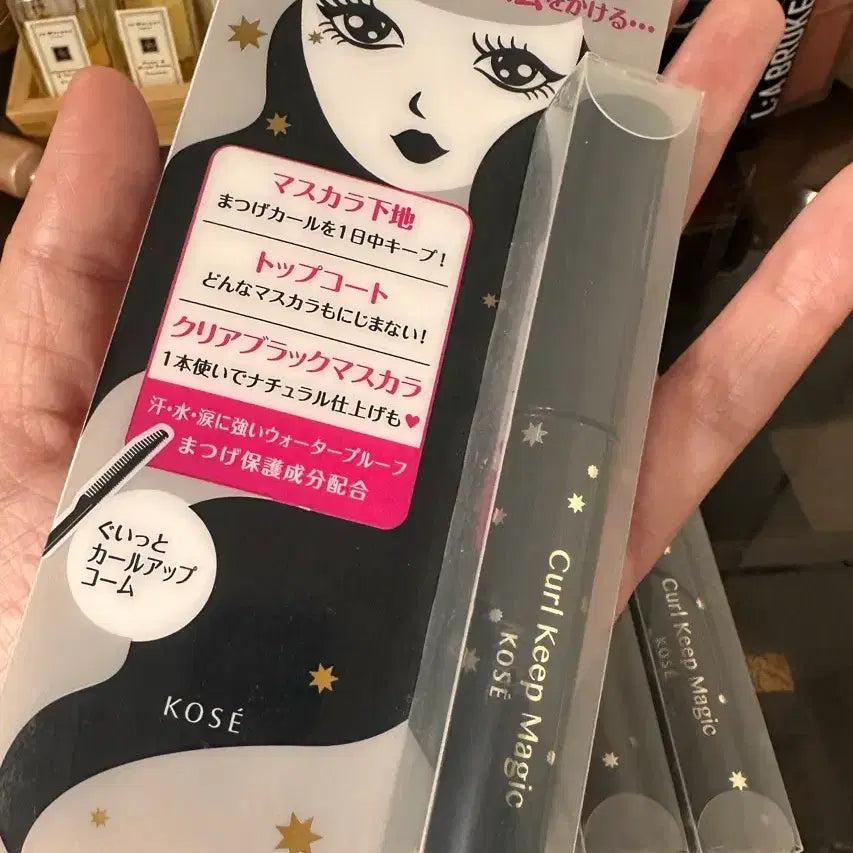 をかける…
マスカラ下地
まつげカールを1日中キープ!
トップコート
どんなマスカラもにじまない!
クリアブラックマスカラ
1本使いでナチュラル仕上げも♥
汗・水・涙に強いウォータープルーフ
まつげ保護成分配合
ぐいっと
カールアップ
コーム
KOSÉ
Curl Keep Magic
KOSÉ
Curl Keep Magic
KOSÉ
LABRUKET